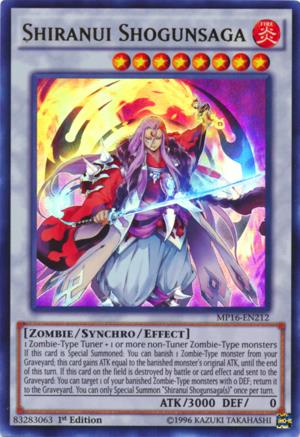 SHIRANUI SHOGUNSAGA
FIRE
炎
MP16-EN212
[ZOMBIE/SYNCHRO/EFFECT]
1 Zombie-Type Tuner + 1 or more non-Tuner Zombie-Type monsters
If this card is Special Summoned: You can banish 1 Zombie-Type monster from
your Graveyard; this card gains ATK equal to the banished monster's original ATK, until the end
of this turn. If this card on the field is destroyed by battle or card effect and sent to the
Graveyard: You can target 1 of your banished Zombie-Type monsters with 0 DEF; return it
to the Graveyard. You can only Special Summon "Shiranui Shogunsaga(s)" once per turn.
ATK/3000 DEF/ 0
83283063 1st Edition ©1996 KAZUKI TAKAHASHI